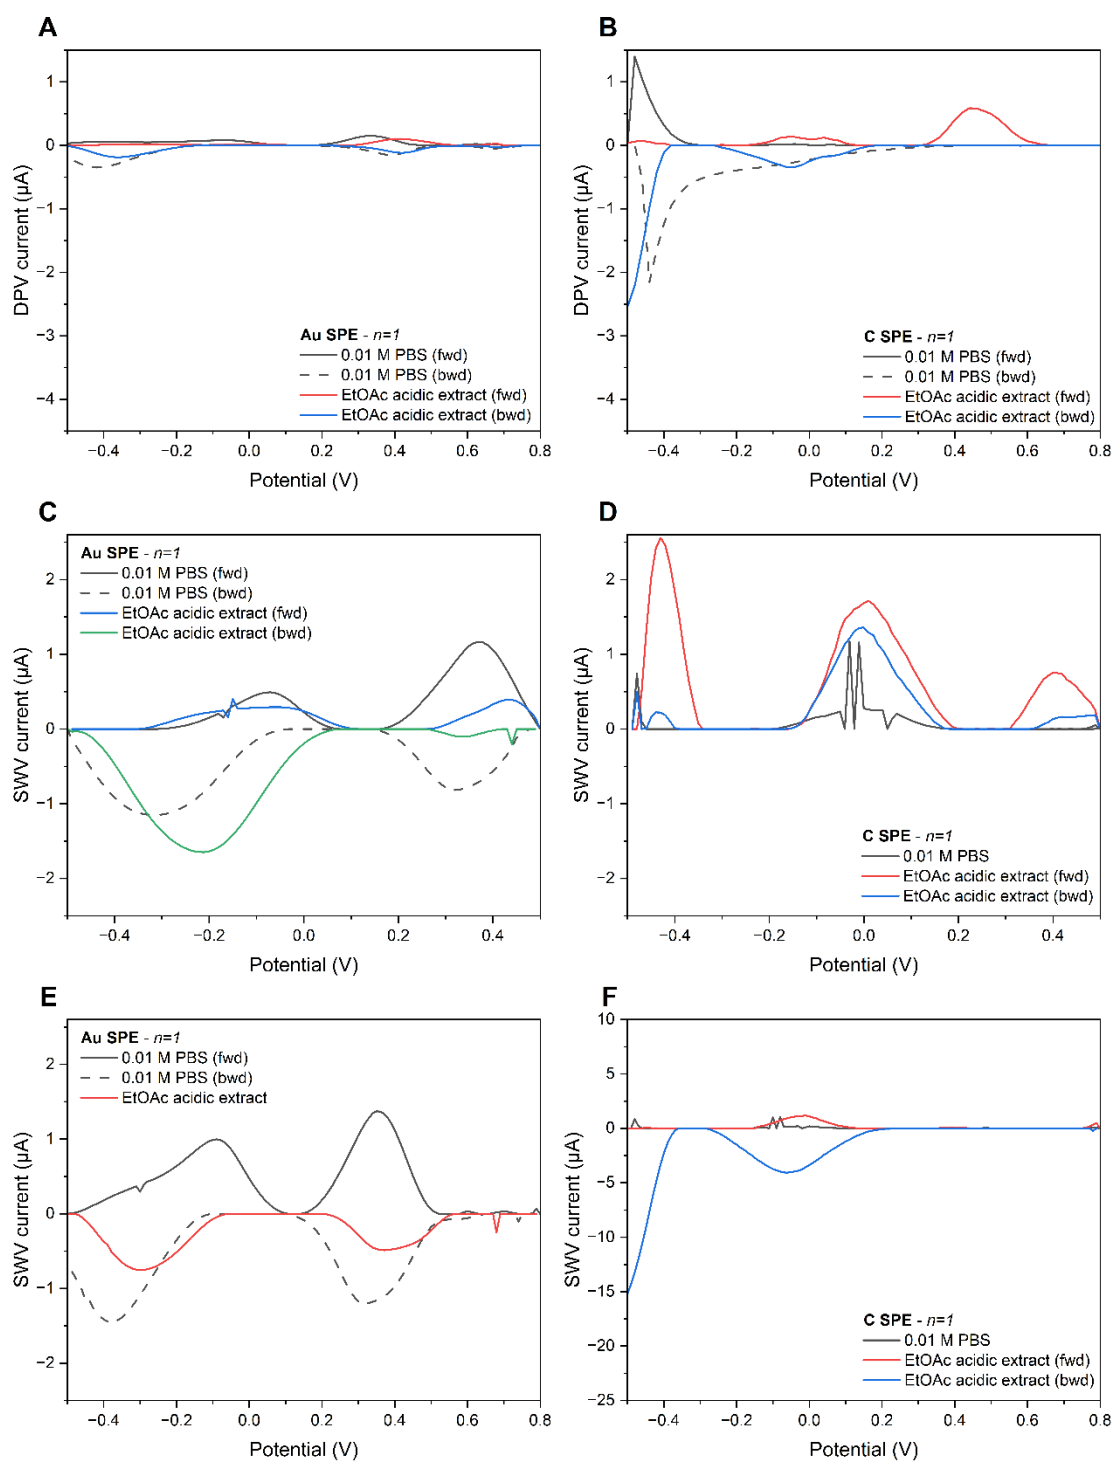 A
DPV current (µA)
1
0
−1
−2
−3
−4
Au SPE - n=1
0.01 M PBS (fwd)
0.01 M PBS (bwd)
EtOAc acidic extract (fwd)
EtOAc acidic extract (bwd)
−0.4 −0.2 0.0 0.2 0.4 0.6 0.8
Potential (V)
B
DPV current (µA)
1
0
−1
−2
−3
−4
C SPE - n=1
0.01 M PBS (fwd)
0.01 M PBS (bwd)
EtOAc acidic extract (fwd)
EtOAc acidic extract (bwd)
−0.4 −0.2 0.0 0.2 0.4 0.6 0.8
Potential (V)
C
SWV current (µA)
2
1
0
−1
−2
Au SPE - n=1
0.01 M PBS (fwd)
0.01 M PBS (bwd)
EtOAc acidic extract (fwd)
EtOAc acidic extract (bwd)
−0.4 −0.2 0.0 0.2 0.4
Potential (V)
D
SWV current (µA)
2
1
0
−1
−2
C SPE - n=1
0.01 M PBS
EtOAc acidic extract (fwd)
EtOAc acidic extract (bwd)
−0.4 −0.2 0.0 0.2 0.4
Potential (V)
E
SWV current (µA)
2
1
0
−1
−2
Au SPE - n=1
0.01 M PBS (fwd)
0.01 M PBS (bwd)
EtOAc acidic extract
−0.4 −0.2 0.0 0.2 0.4 0.6 0.8
Potential (V)
F
SWV current (µA)
10
5
0
−5
−10
−15
−20
−25
C SPE - n=1
0.01 M PBS
EtOAc acidic extract (fwd)
EtOAc acidic extract (bwd)
−0.4 −0.2 0.0 0.2 0.4 0.6 0.8
Potential (V)